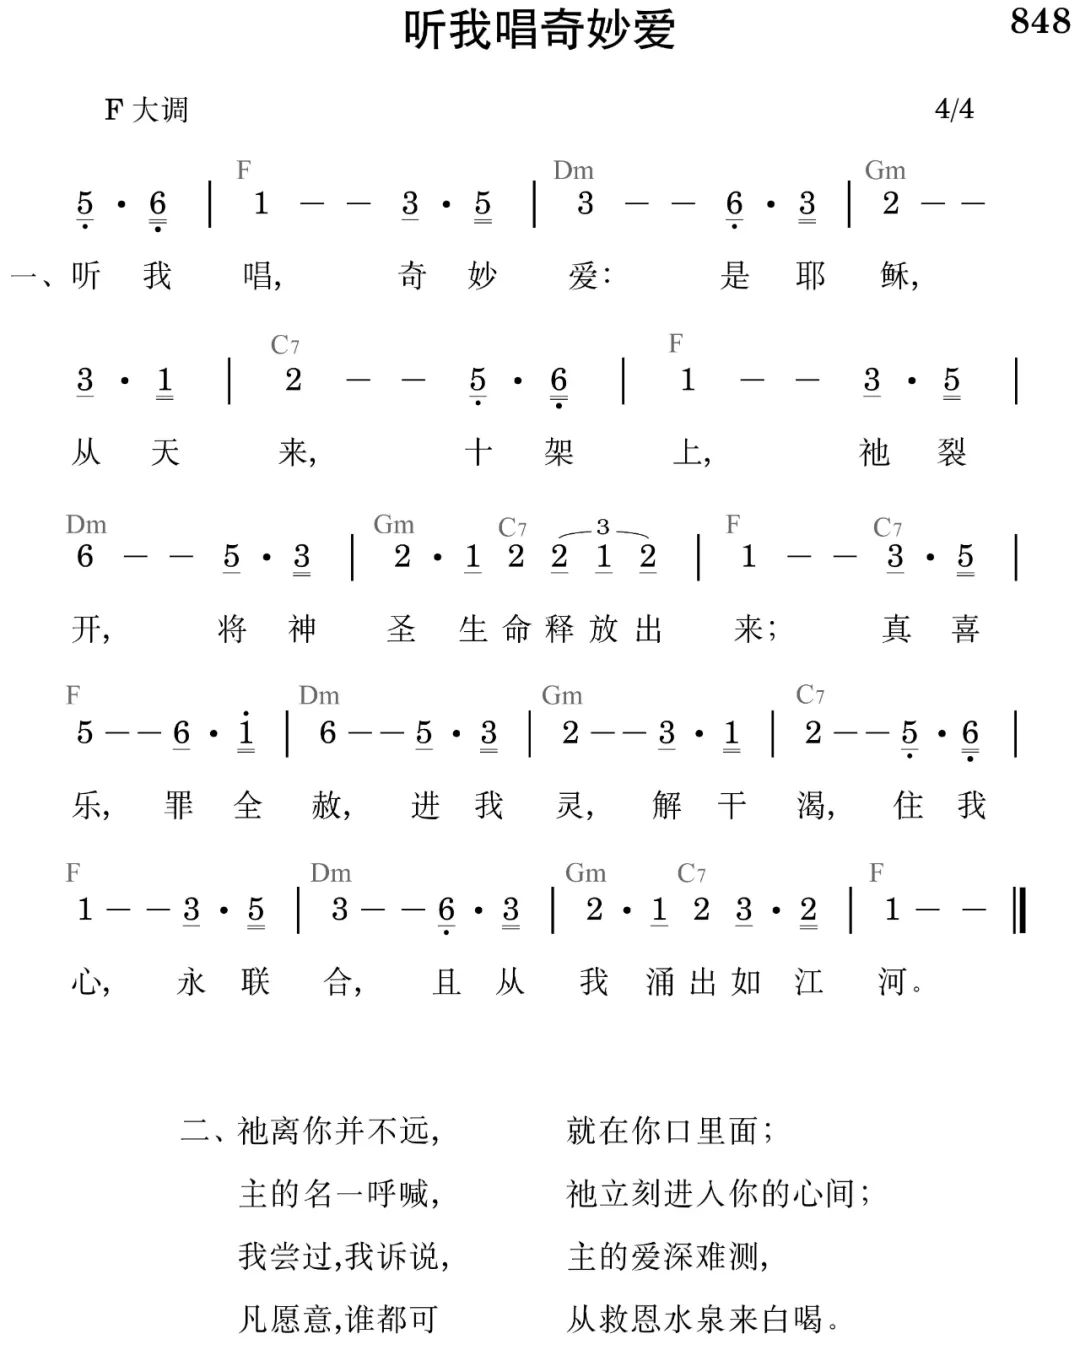 听我唱奇妙爱 848
F 大调 4/4
F Dm Gm
5 · 6 | 1 – – 3 · 5 | 3 – – 6 · 3 | 2 – –
一、听 我 唱, 奇 妙 爱: 是 耶 稣,
C7 F
3 · 1 | 2 – – 5 · 6 | 1 – – 3 · 5 |
从 天 来, 十 架 上, 祂 裂
Dm Gm C7 3 F C7
6 – – 5 · 3 | 2 · 1 2 2 1 2 | 1 – – 3 · 5 |
开, 将 神 圣 生 命 释 放 出 来; 真 喜
F Dm Gm C7
5 – – 6 · 1 | 6 – – 5 · 3 | 2 – – 3 · 1 | 2 – – 5 · 6 |
乐, 罪 全 赦, 进 我 灵, 解 干 渴, 住 我
F Dm Gm C7 F
1 – – 3 · 5 | 3 – – 6 · 3 | 2 · 1 2 3 · 2 | 1 – – ‖
心, 永 联 合, 且 从 我 涌 出 如 江 河。
二、祂离你并不远, 就在你口里面;
主的名一呼喊, 祂立刻进入你的心间;
我尝过,我诉说, 主的爱深难测,
凡愿意,谁都可 从救恩水泉来白喝。